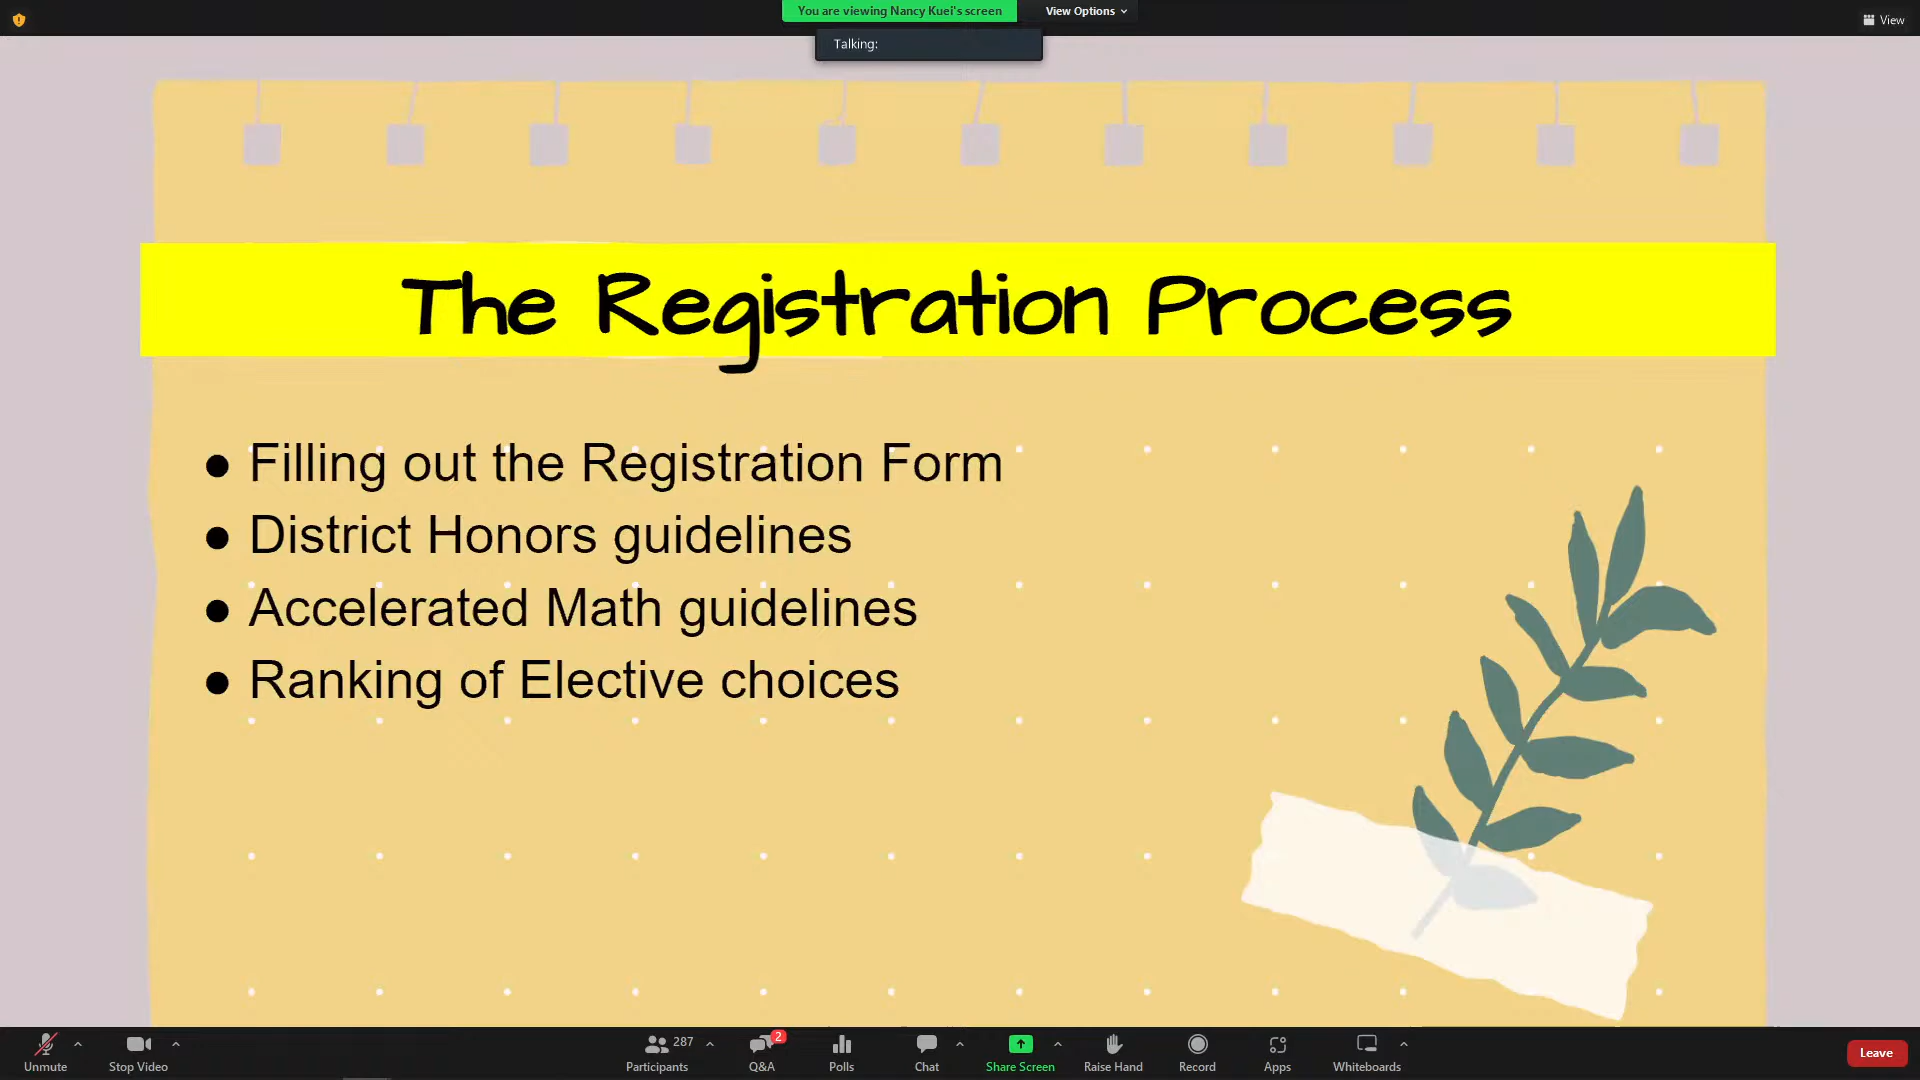 You are viewing Nancy Kuei's screen
View Options
View
Talking:
The Registration Process
● Filling out the Registration Form
● District Honors guidelines
● Accelerated Math guidelines
● Ranking of Elective choices
287
2
Unmute
Stop Video
Participants
Q&A
Polls
Chat
Share Screen
Raise Hand
Record
Apps
Whiteboards
Leave